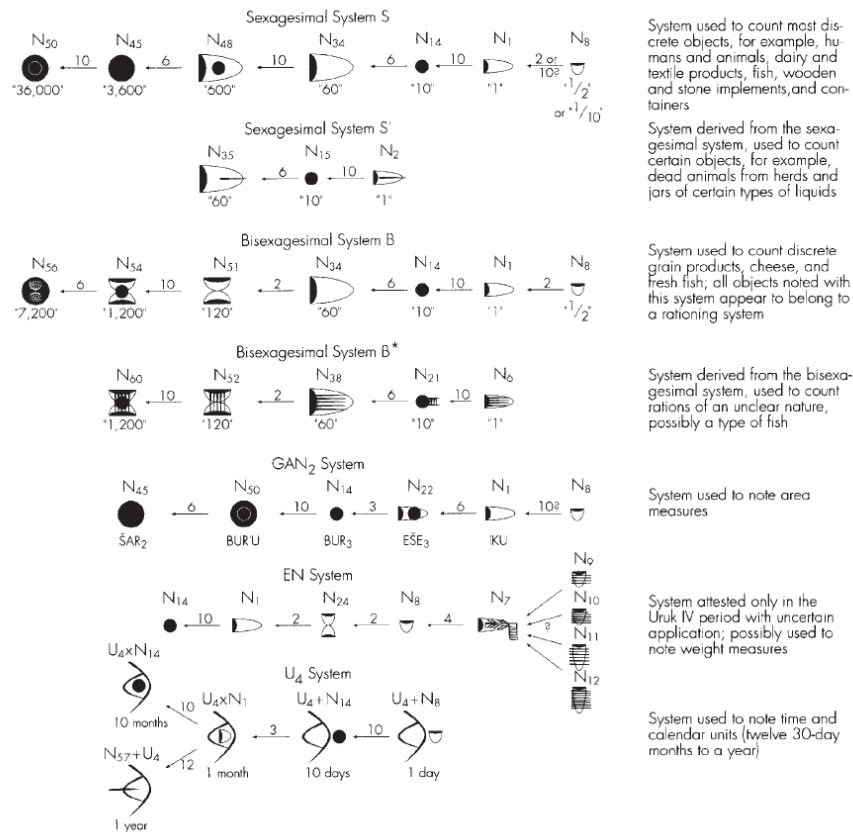 Sexagesimal System S
N₅₀ N₄₅ N₄₈ N₃₄ N₁₄ N₁ N₈
10 6 10 6 10 2 or 10?
"36,000" "3,600" "600" "60" "10" "1" "1/2" or "1/10"
System used to count most dis-
crete objects, for example, hu-
mans and animals, dairy and
textile products, fish, wooden
and stone implements,and con-
tainers
Sexagesimal System S'
N₃₅ N₁₅ N₂
6 10
"60" "10" "1"
System derived from the sexa-
gesimal system, used to count
certain objects, for example,
dead animals from herds and
jars of certain types of liquids
Bisexagesimal System B
N₅₆ N₅₄ N₅₁ N₃₄ N₁₄ N₁ N₈
6 10 2 6 10 2
"7,200" "1,200" "120" "60" "10" "1" "1/2"
System used to count discrete
grain products, cheese, and
fresh fish; all objects noted with
this system appear to belong to
a rationing system
Bisexagesimal System B*
N₆₀ N₅₂ N₃₈ N₂₁ N₆
10 2 6 10
"1,200" "120" "60" "10" "1"
System derived from the bisexa-
gesimal system, used to count
rations of an unclear nature,
possibly a type of fish
GAN₂ System
N₄₅ N₅₀ N₁₄ N₂₂ N₁ N₈
6 10 3 6 10?
ŠAR₂ BUR'U BUR₃ EŠE₃ IKU
System used to note area
measures
EN System
N₁₄ N₁ N₂₄ N₈ N₇ N₉
10 2 2 4 ?
N₁₀
N₁₁
N₁₂
System attested only in the
Uruk IV period with uncertain
application; possibly used to
note weight measures
U₄ System
U₄xN₁₄
10
10 months
U₄xN₁ U₄+N₁₄ U₄+N₈
3 10
1 month 10 days 1 day
N₅₇+U₄
12
1 year
System used to note time and
calendar units (twelve 30-day
months to a year)